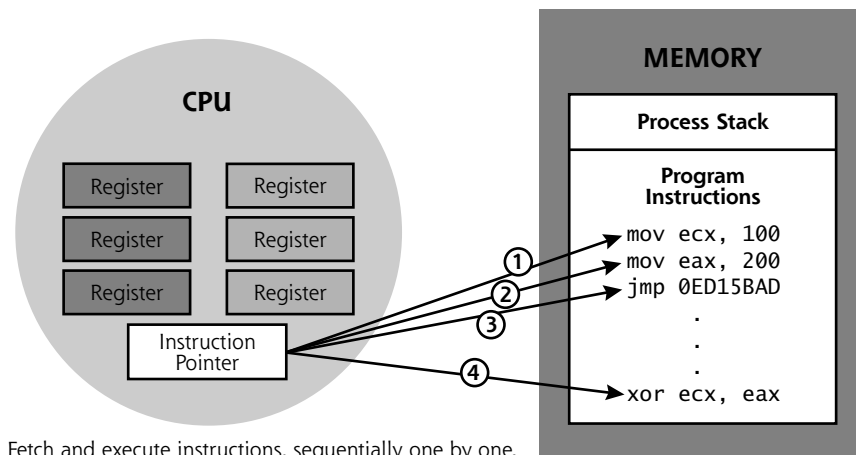 CPU
Register
Register
Register
Register
Register
Register
Instruction
Pointer
1
2
3
4
MEMORY
Process Stack
Program
Instructions
mov ecx, 100
mov eax, 200
jmp 0ED15BAD
.
.
.
xor ecx, eax
Fetch and execute instructions, sequentially one by one.